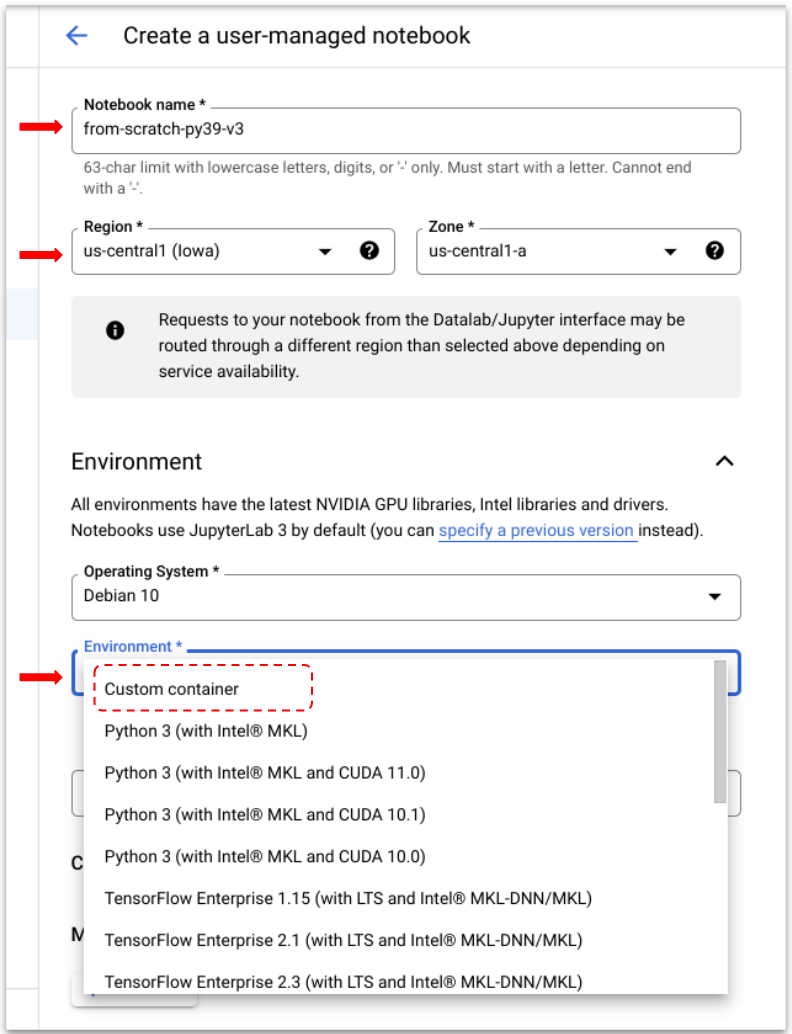 Create a user-managed notebook
Notebook name *
from-scratch-py39-v3
63-char limit with lowercase letters, digits, or '-' only. Must start with a letter. Cannot end
with a '-'.
Region *
us-central1 (Iowa)
Zone *
us-central1-a
Requests to your notebook from the Datalab/Jupyter interface may be
routed through a different region than selected above depending on
service availability.
Environment
All environments have the latest NVIDIA GPU libraries, Intel libraries and drivers.
Notebooks use JupyterLab 3 by default (you can specify a previous version instead).
Operating System *
Debian 10
Environment *
Custom container
Python 3 (with Intel® MKL)
Python 3 (with Intel® MKL and CUDA 11.0)
Python 3 (with Intel® MKL and CUDA 10.1)
Python 3 (with Intel® MKL and CUDA 10.0)
TensorFlow Enterprise 1.15 (with LTS and Intel® MKL-DNN/MKL)
TensorFlow Enterprise 2.1 (with LTS and Intel® MKL-DNN/MKL)
TensorFlow Enterprise 2.3 (with LTS and Intel® MKL-DNN/MKL)